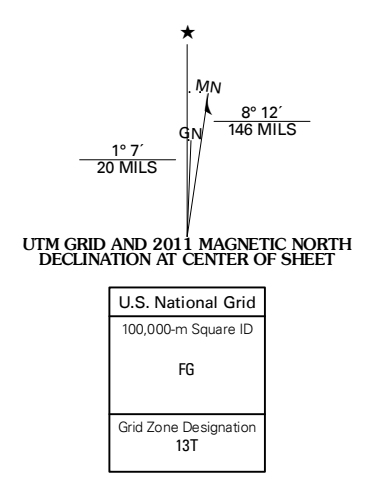 ★
MN
GN
8° 12´
146 MILS
1° 7´
20 MILS
UTM GRID AND 2011 MAGNETIC NORTH
DECLINATION AT CENTER OF SHEET
U.S. National Grid
100,000-m Square ID
FG
Grid Zone Designation
13T